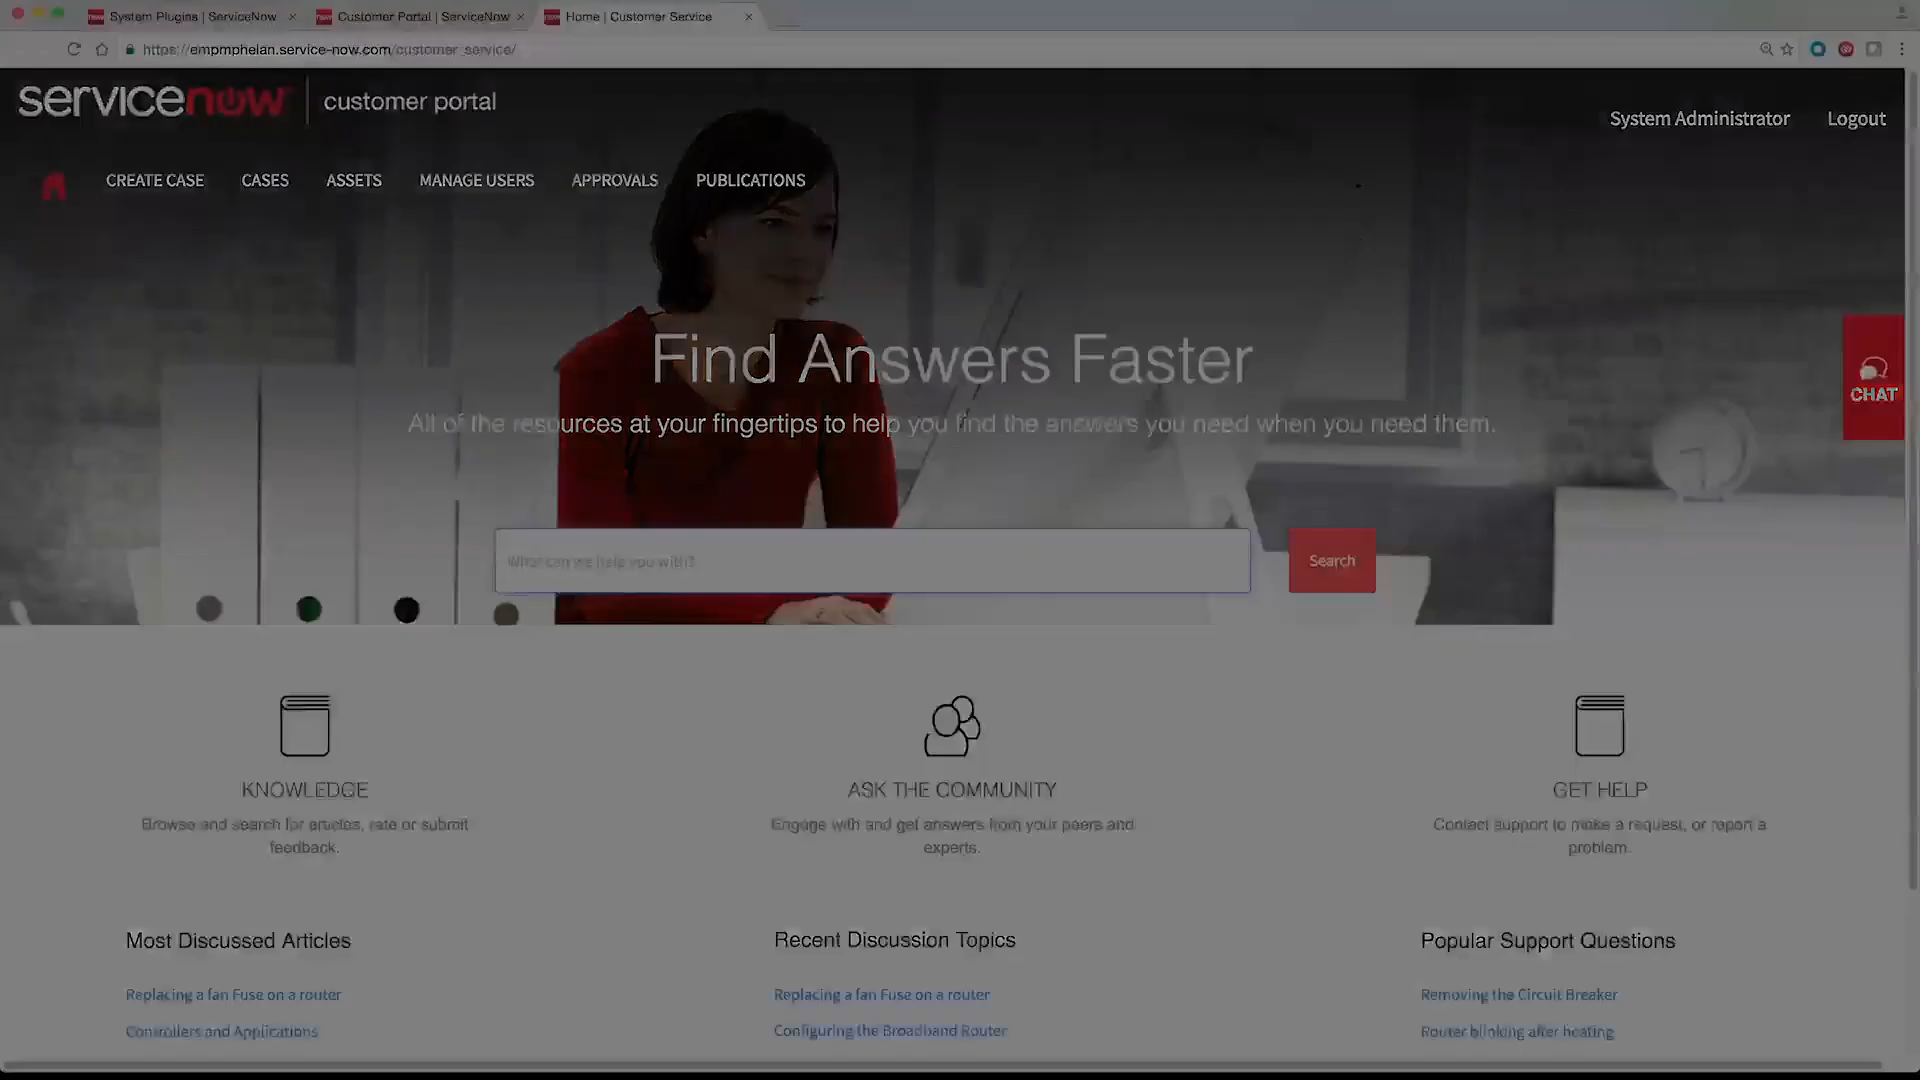 System Plugins | ServiceNow
Customer Portal | ServiceNow
Home | Customer Service
https://empmphelan.service-now.com/customer_service/
servicenow
customer portal
System Administrator
Logout
CREATE CASE
CASES
ASSETS
MANAGE USERS
APPROVALS
PUBLICATIONS
Find Answers Faster
All of the resources at your fingertips to help you find the answers you need when you need them.
CHAT
What can we help you with?
Search
KNOWLEDGE
Browse and search for articles, rate or submit
feedback.
ASK THE COMMUNITY
Engage with and get answers from your peers and
experts.
GET HELP
Contact support to make a request, or report a
problem.
Most Discussed Articles
Replacing a fan Fuse on a router
Controllers and Applications
Recent Discussion Topics
Replacing a fan Fuse on a router
Configuring the Broadband Router
Popular Support Questions
Removing the Circuit Breaker
Router blinking after heating